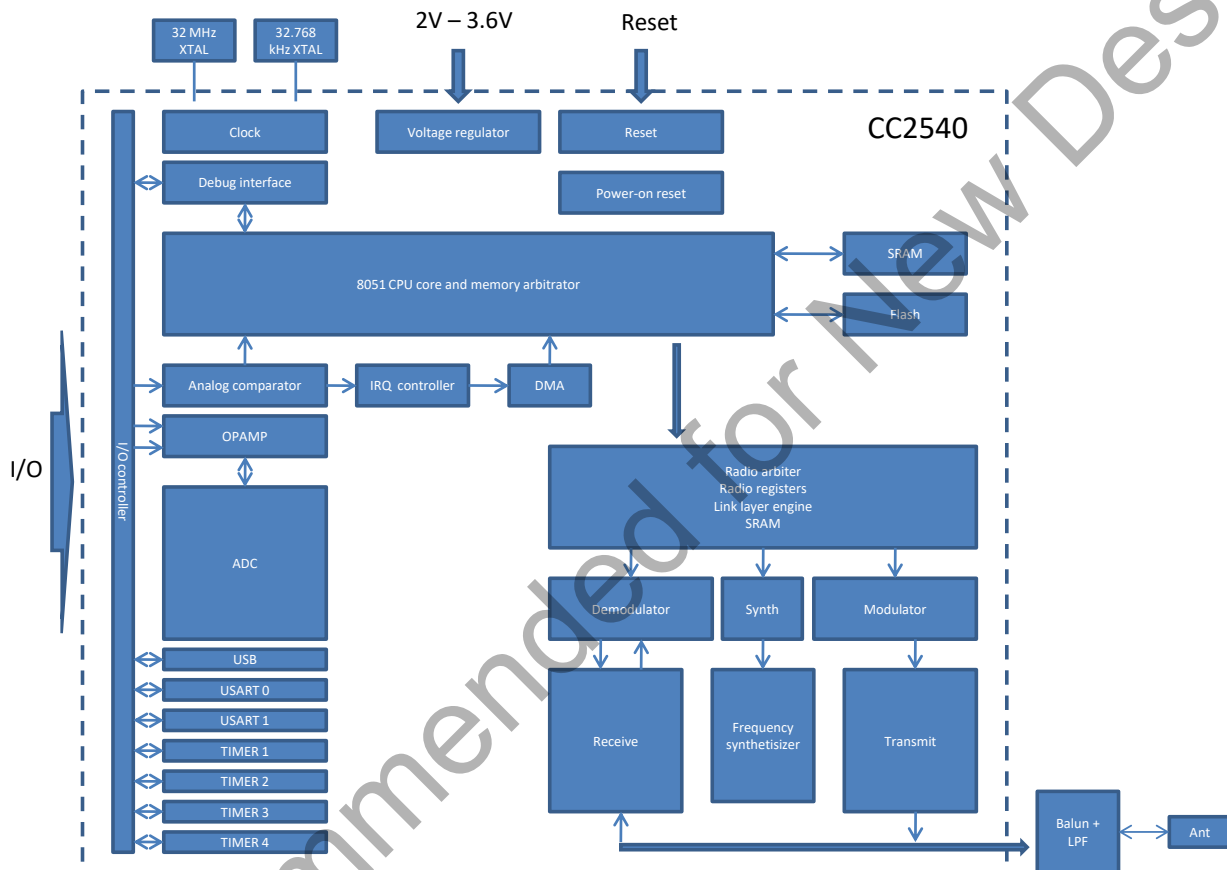 32 MHz
XTAL
32.768
kHz XTAL
2V – 3.6V
Reset
CC2540
Clock
Voltage regulator
Reset
Debug interface
Power-on reset
8051 CPU core and memory arbitrator
SRAM
Flash
Analog comparator
IRQ controller
DMA
OPAMP
I/O
I/O controller
ADC
Radio arbiter
Radio registers
Link layer engine
SRAM
Demodulator
Synth
Modulator
USB
USART 0
USART 1
TIMER 1
TIMER 2
TIMER 3
TIMER 4
Receive
Frequency
synthetisizer
Transmit
Balun +
LPF
Ant
mmended for New Des